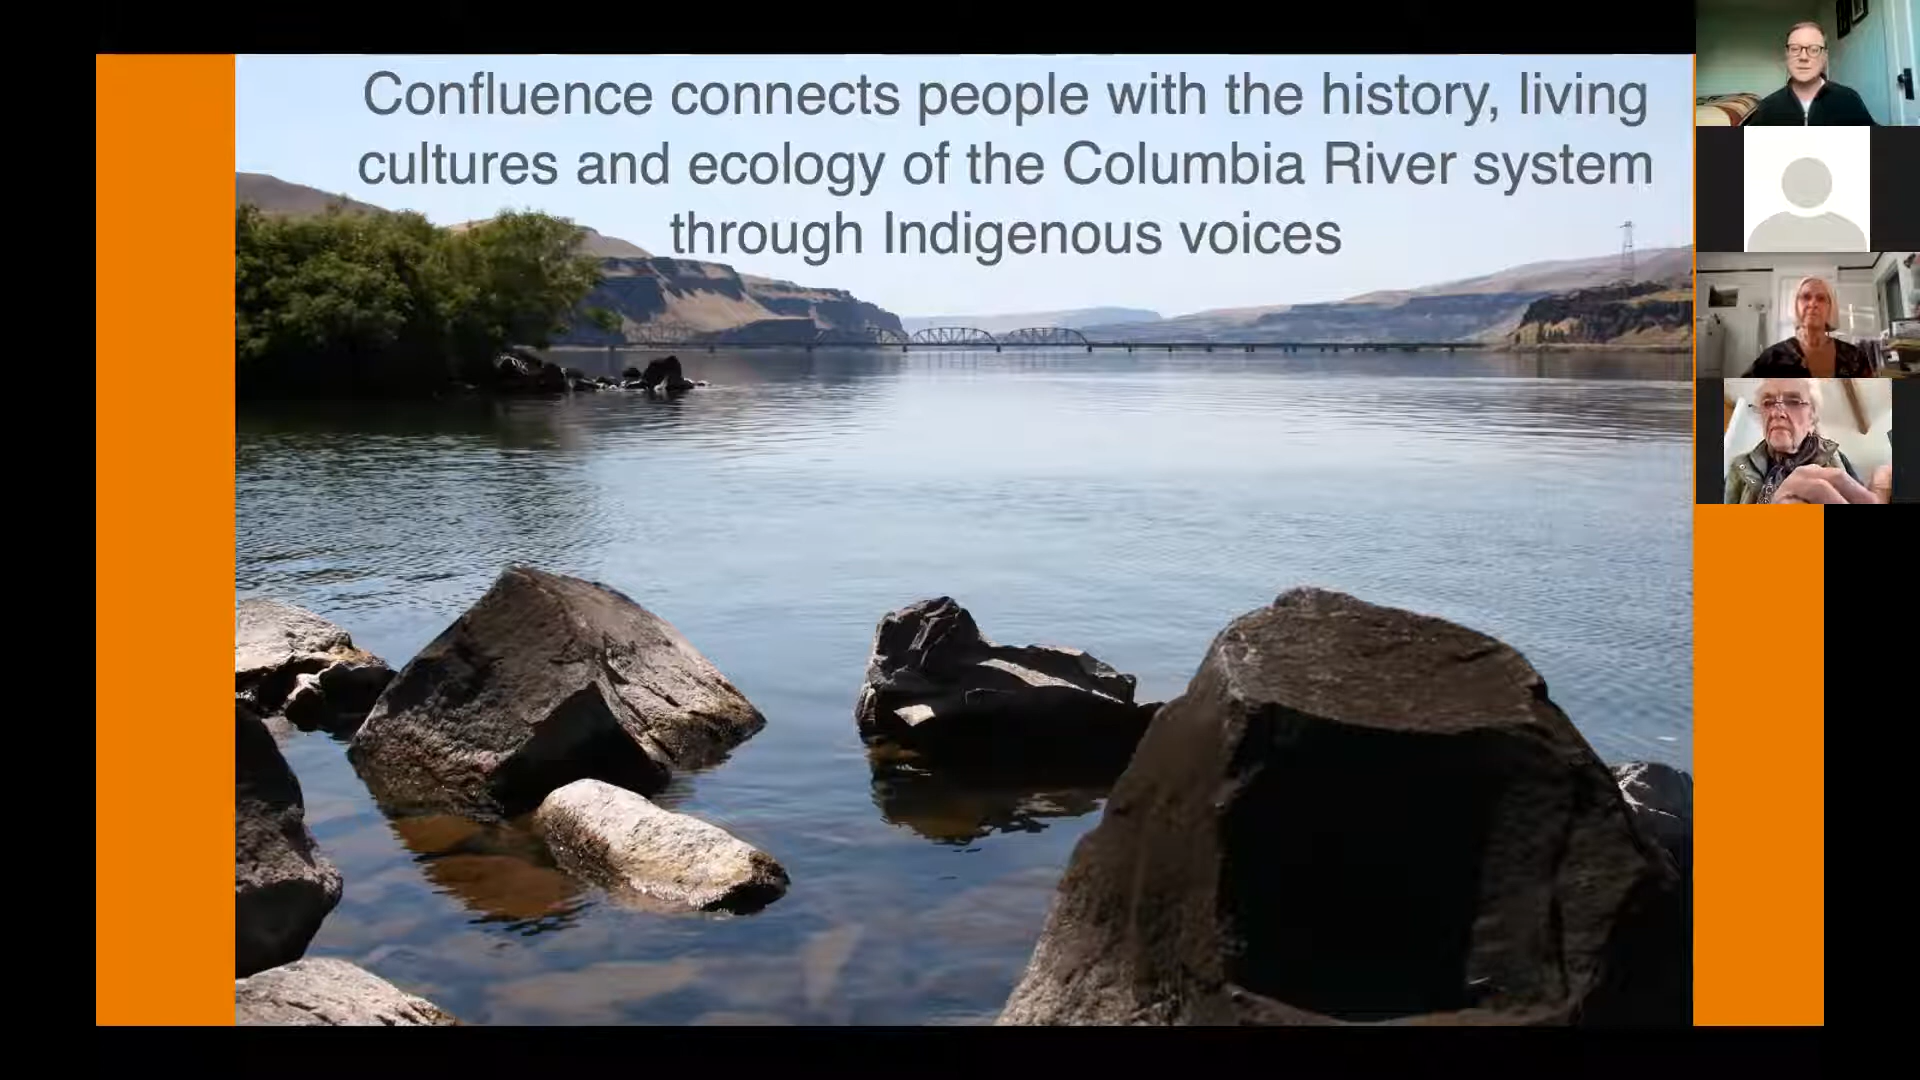 Confluence connects people with the history, living
cultures and ecology of the Columbia River system
through Indigenous voices